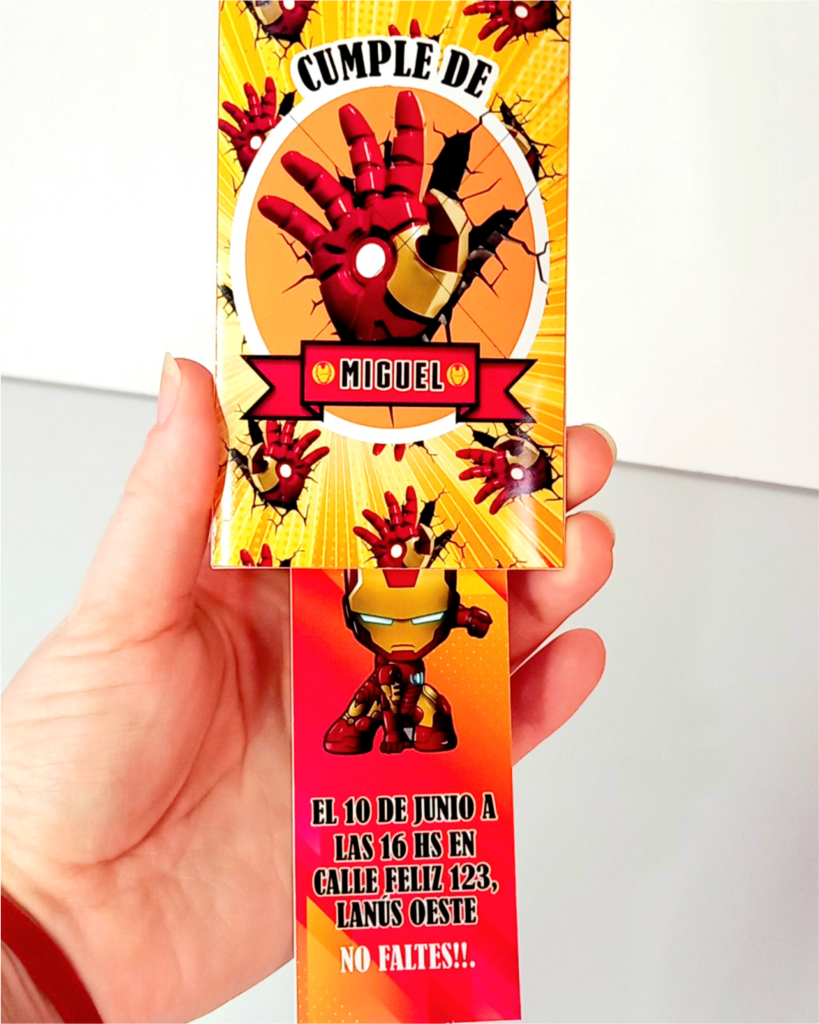 CUMPLE DE
MIGUEL
EL 10 DE JUNIO A
LAS 16 HS EN
CALLE FELIZ 123,
LANÚS OESTE
NO FALTES!!.